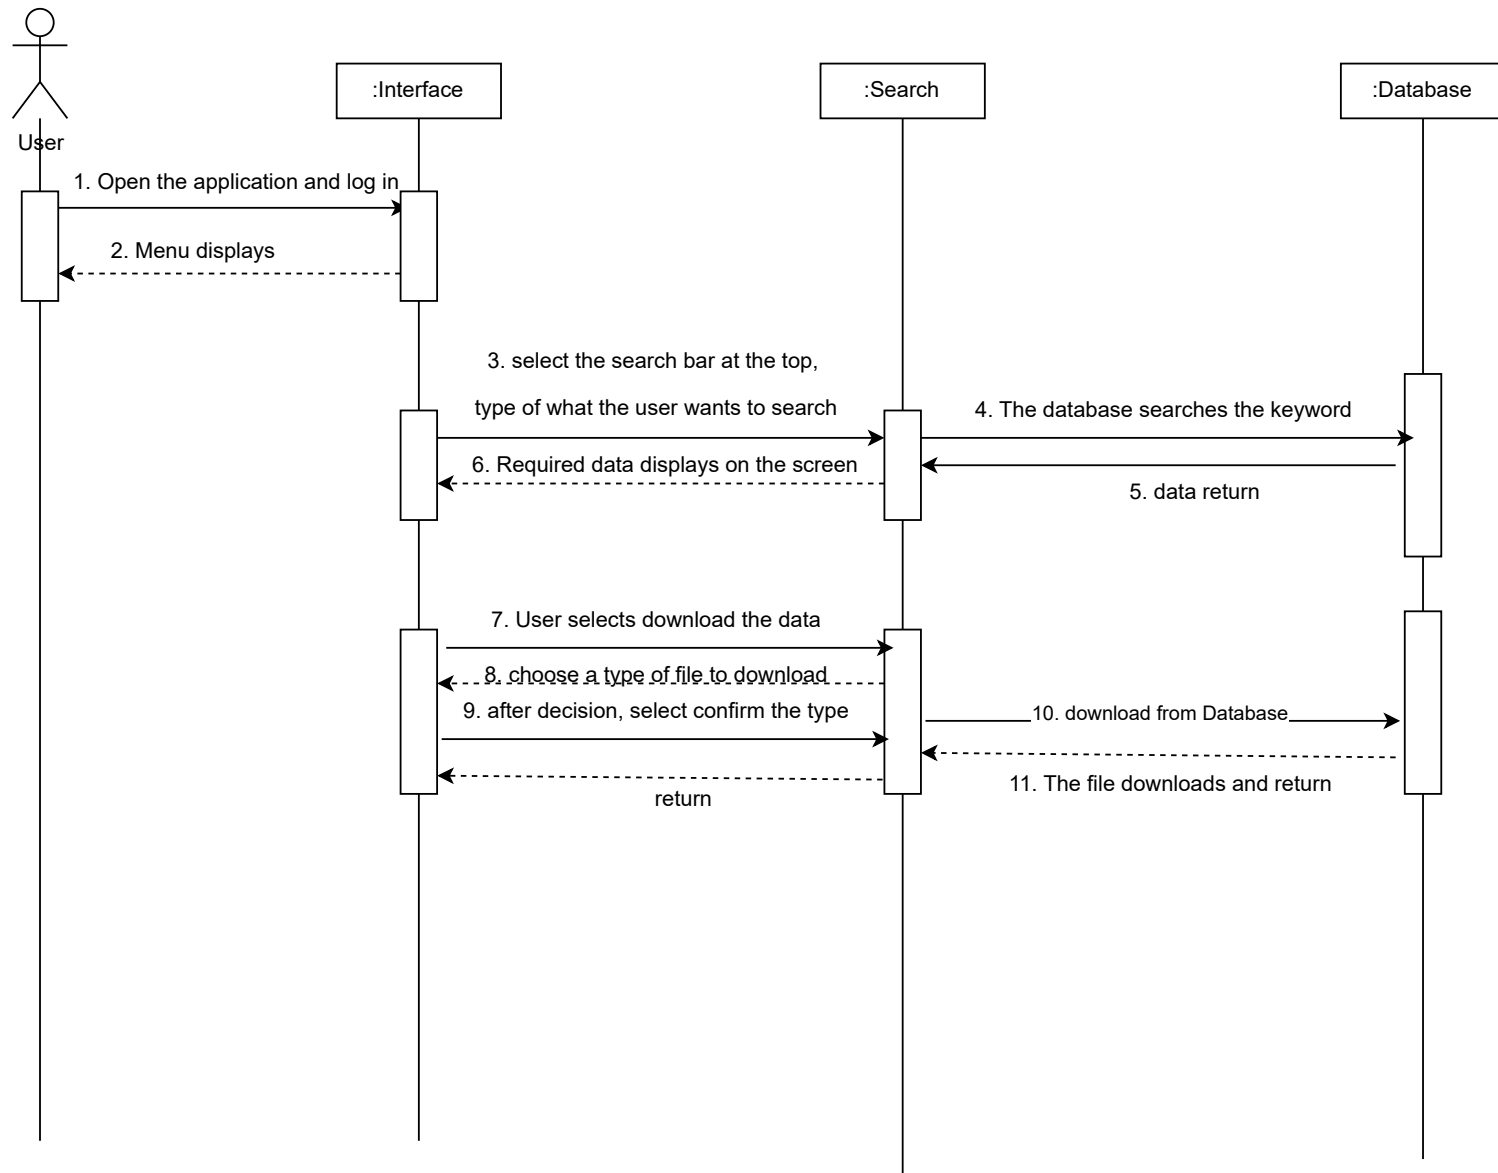 :Interface
:Search
:Database
User
1. Open the application and log in
2. Menu displays
3. select the search bar at the top,
type of what the user wants to search
4. The database searches the keyword
6. Required data displays on the screen
5. data return
7. User selects download the data
8. choose a type of file to download
9. after decision, select confirm the type
10. download from Database
11. The file downloads and return
return